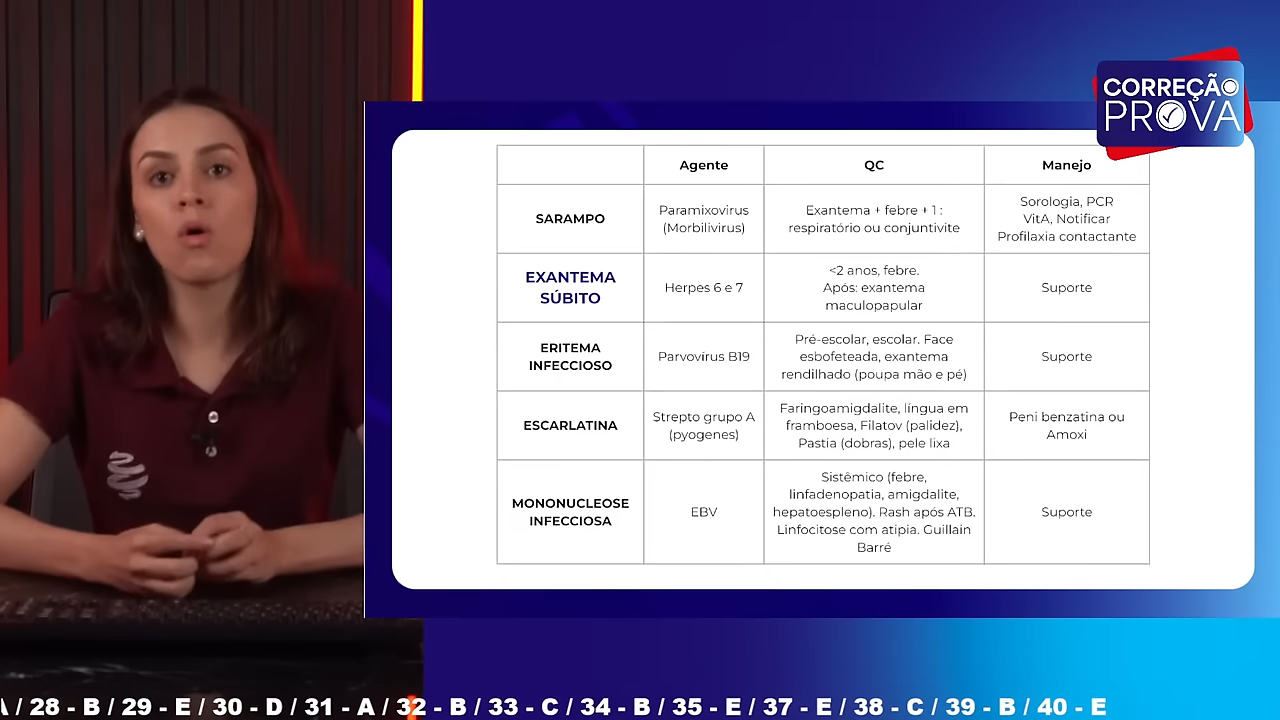 CORREÇÃO
PROVA
Agente
QC
Manejo
SARAMPO
Paramixovirus
(Morbilivirus)
Exantema + febre + 1 :
respiratório ou conjuntivite
Sorologia, PCR
VitA, Notificar
Profilaxia contactante
EXANTEMA
SÚBITO
Herpes 6 e 7
<2 anos, febre.
Após: exantema
maculopapular
Suporte
ERITEMA
INFECCIOSO
Parvovírus B19
Pré-escolar, escolar. Face
esbofeteada, exantema
rendilhado (poupa mão e pé)
Suporte
ESCARLATINA
Strepto grupo A
(pyogenes)
Faringoamigdalite, língua em
framboesa, Filatov (palidez),
Pastia (dobras), pele lixa
Peni benzatina ou
Amoxi
MONONUCLEOSE
INFECCIOSA
EBV
Sistêmico (febre,
linfadenopatia, amigdalite,
hepatoespleno). Rash após ATB.
Linfocitose com atipia. Guillain
Barré
Suporte
A / 28 - B / 29 - E / 30 - D / 31 - A / 32 - B / 33 - C / 34 - B / 35 - E / 37 - E / 38 - C / 39 - B / 40 - E